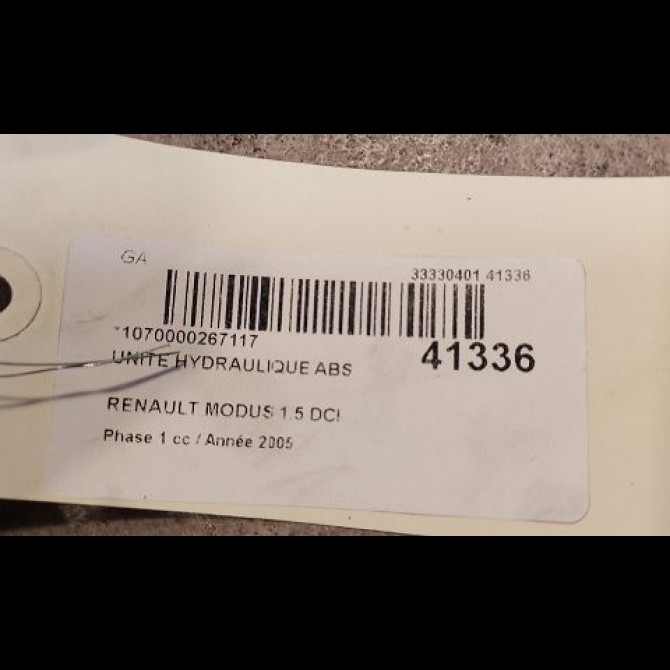 GA
33330401 41336
*1070000267117
41336
UNITE HYDRAULIQUE ABS
RENAULT MODUS 1.5 DCI
Phase 1 cc / Année 2005